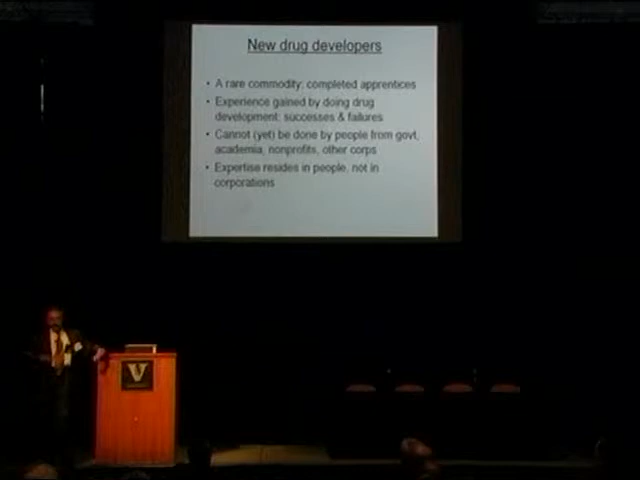 New drug developers
• A rare commodity; completed apprentices
• Experience gained by doing drug
development; successes & failures
• Cannot (yet) be done by people from govt,
academia, nonprofits, other corps
• Expertise resides in people, not in
corporations
V